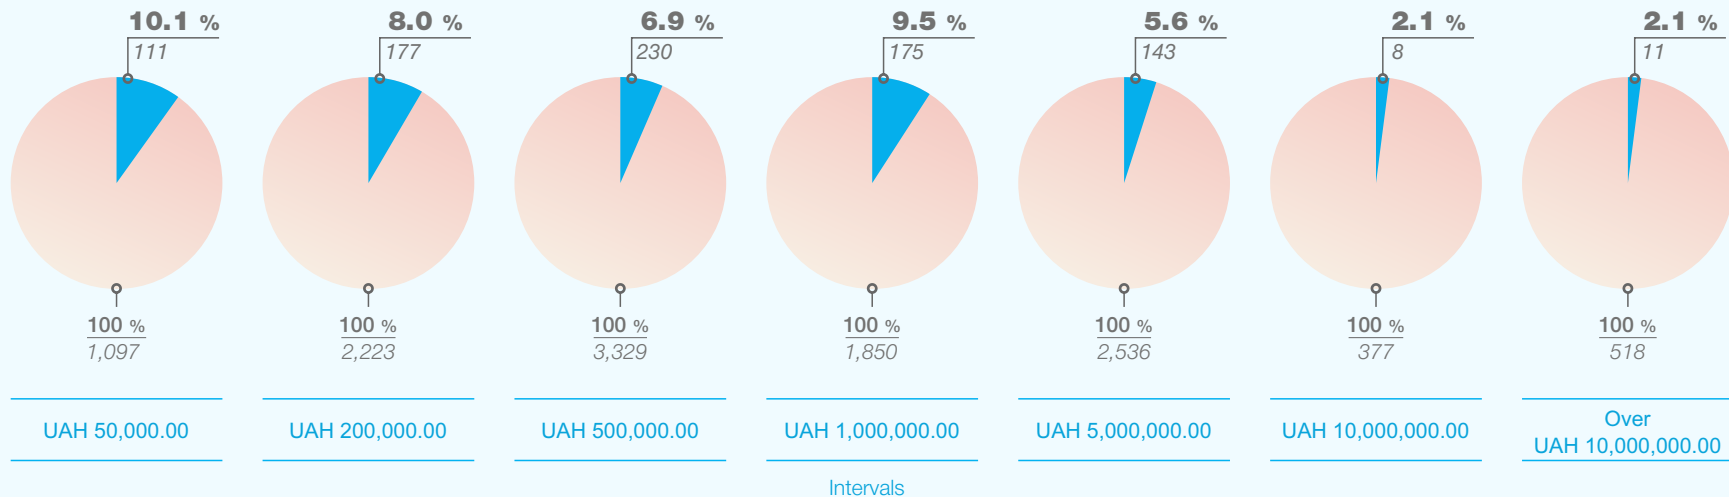 10.1 % 8.0 % 6.9 % 9.5 % 5.6 % 2.1 % 2.1 %
111 177 230 175 143 8 11
100 % 100 % 100 % 100 % 100 % 100 % 100 %
1,097 2,223 3,329 1,850 2,536 377 518
UAH 50,000.00 UAH 200,000.00 UAH 500,000.00 UAH 1,000,000.00 UAH 5,000,000.00 UAH 10,000,000.00 Over
UAH 10,000,000.00
Intervals